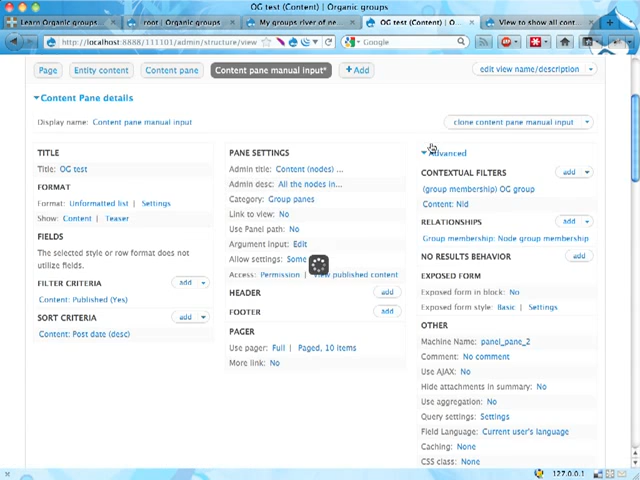 OG test (Content) | Organic groups
Learn Organic groups...
root | Organic groups
My groups river of ne...
OG test (Content) | O...
View to show all cont...
http://localhost:8888/111101/admin/structure/view
Google
Page
Entity content
Content pane
Content pane manual input*
Add
edit view name/description
Content Pane details
Display name: Content pane manual input
clone content pane manual input
TITLE
Title: OG test
FORMAT
Format: Unformatted list | Settings
Show: Content | Teaser
FIELDS
The selected style or row format does not
utilize fields.
FILTER CRITERIA
add
Content: Published (Yes)
SORT CRITERIA
add
Content: Post date (desc)
PANE SETTINGS
Admin title: Content (nodes) ...
Admin desc: All the nodes in...
Category: Group panes
Link to view: No
Use Panel path: No
Argument input: Edit
Allow settings: Some
Access: Permission | View published content
HEADER
add
FOOTER
add
PAGER
Use pager: Full | Paged, 10 items
More link: No
Advanced
CONTEXTUAL FILTERS
add
(group membership) OG group
Content: Nid
RELATIONSHIPS
add
Group membership: Node group membership
NO RESULTS BEHAVIOR
add
EXPOSED FORM
Exposed form in block: No
Exposed form style: Basic | Settings
OTHER
Machine Name: panel_pane_2
Comment: No comment
Use AJAX: No
Hide attachments in summary: No
Use aggregation: No
Query settings: Settings
Field Language: Current user's language
Caching: None
CSS class: None
127.0.0.1